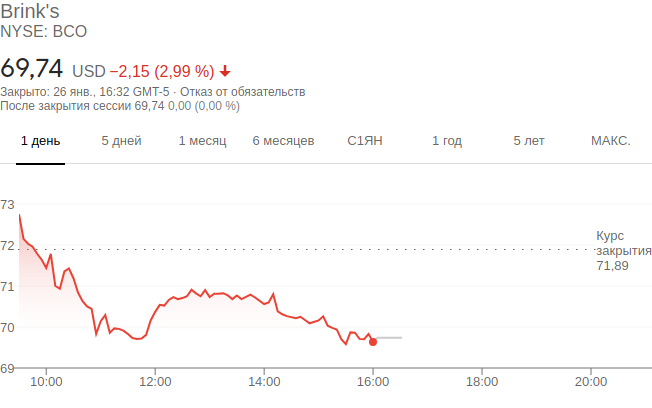 Brink's
NYSE: BCO
69,74 USD −2,15 (2,99 %)
Закрыто: 26 янв., 16:32 GMT-5 · Отказ от обязательств
После закрытия сессии 69,74 0,00 (0,00 %)
1 день 5 дней 1 месяц 6 месяцев С1ЯН 1 год 5 лет МАКС.
73
72
71
70
69
Курс
закрытия
71,89
10:00 12:00 14:00 16:00 18:00 20:00